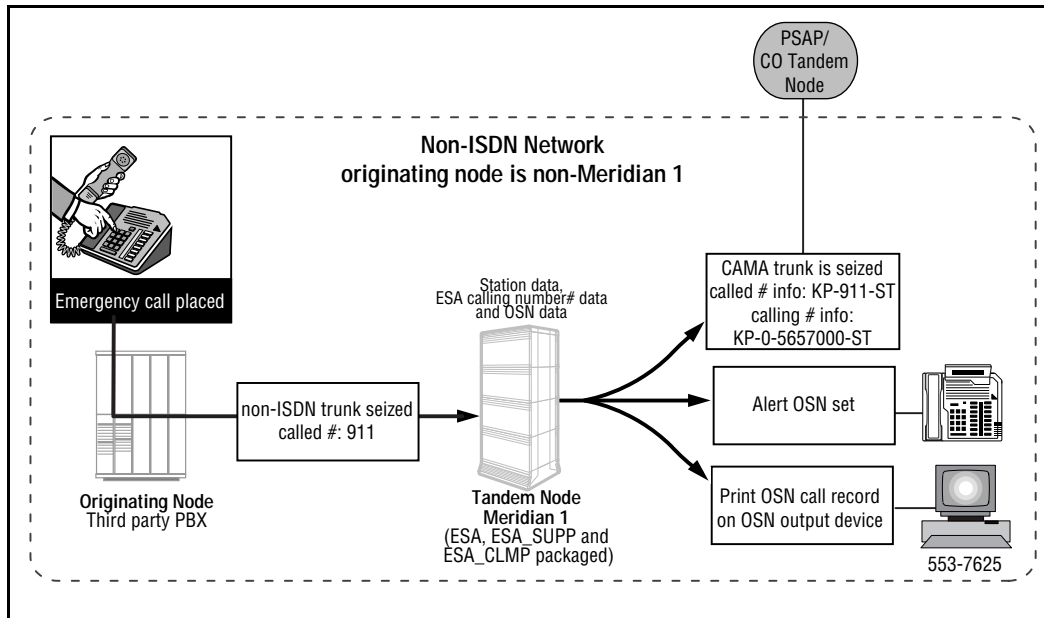 PSAP/
CO Tandem
Node
Non-ISDN Network
originating node is non-Meridian 1
Emergency call placed
Station data,
ESA calling number# data
and OSN data
CAMA trunk is seized
called # info: KP-911-ST
calling # info:
KP-0-5657000-ST
non-ISDN trunk seized
called #: 911
Alert OSN set
Originating Node
Third party PBX
Tandem Node
Meridian 1
(ESA, ESA_SUPP and
ESA_CLMP packaged)
Print OSN call record
on OSN output device
553-7625